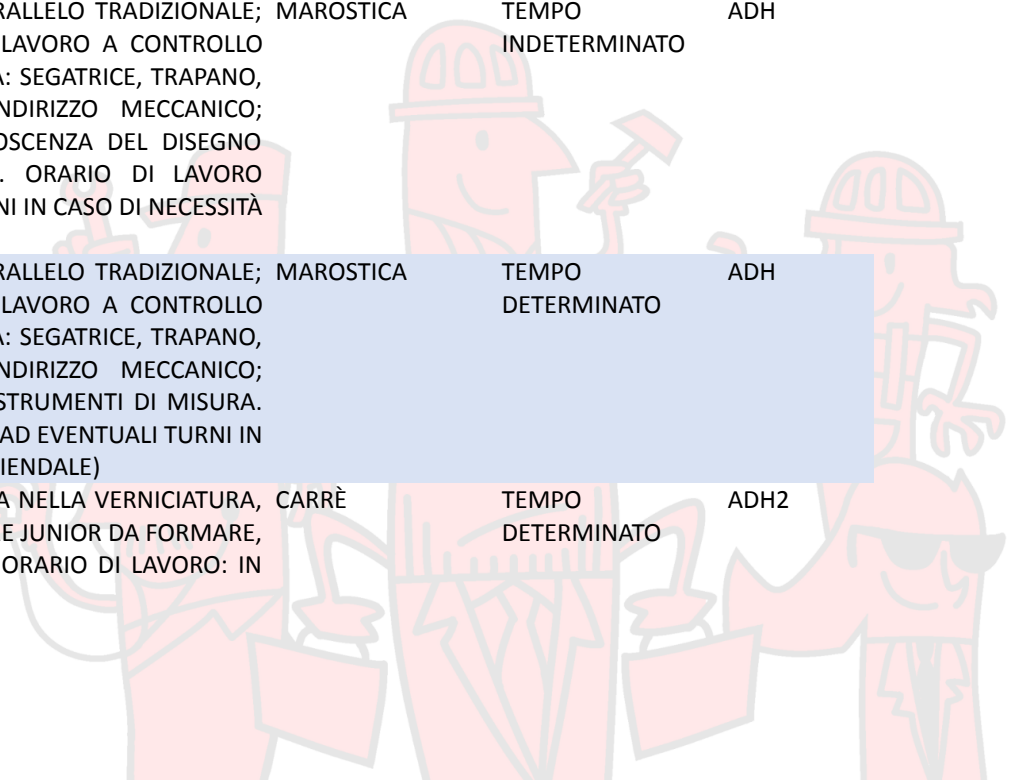 RALLELO TRADIZIONALE; MAROSTICA TEMPO ADH
LAVORO A CONTROLLO INDETERMINATO
A: SEGATRICE, TRAPANO,
NDIRIZZO MECCANICO;
OSCENZA DEL DISEGNO
. ORARIO DI LAVORO
NI IN CASO DI NECESSITÀ
RALLELO TRADIZIONALE; MAROSTICA TEMPO ADH
LAVORO A CONTROLLO DETERMINATO
A: SEGATRICE, TRAPANO,
NDIRIZZO MECCANICO;
STRUMENTI DI MISURA.
AD EVENTUALI TURNI IN
IENDALE)
A NELLA VERNICIATURA, CARRÈ TEMPO ADH2
E JUNIOR DA FORMARE, DETERMINATO
ORARIO DI LAVORO: IN